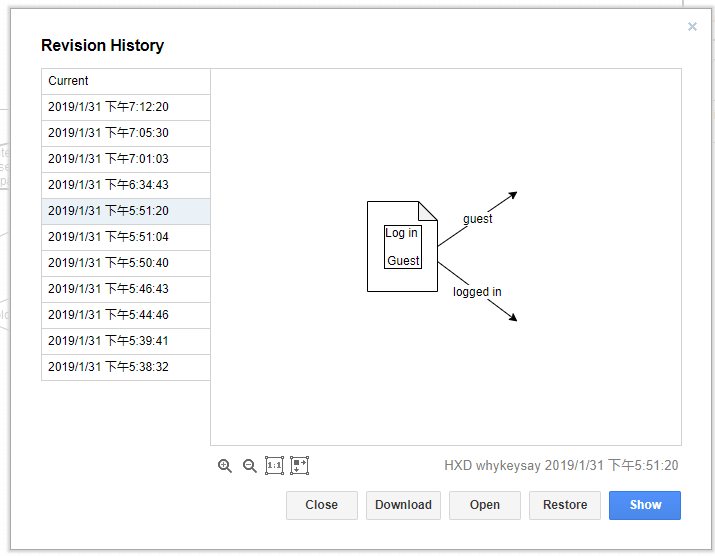 Revision History
Current
2019/1/31 下午7:12:20
2019/1/31 下午7:05:30
2019/1/31 下午7:01:03
2019/1/31 下午6:34:43
2019/1/31 下午5:51:20
2019/1/31 下午5:51:04
2019/1/31 下午5:50:40
2019/1/31 下午5:46:43
2019/1/31 下午5:44:46
2019/1/31 下午5:39:41
2019/1/31 下午5:38:32
guest
Log in
Guest
logged in
1:1
HXD whykeysay 2019/1/31 下午5:51:20
Close
Download
Open
Restore
Show